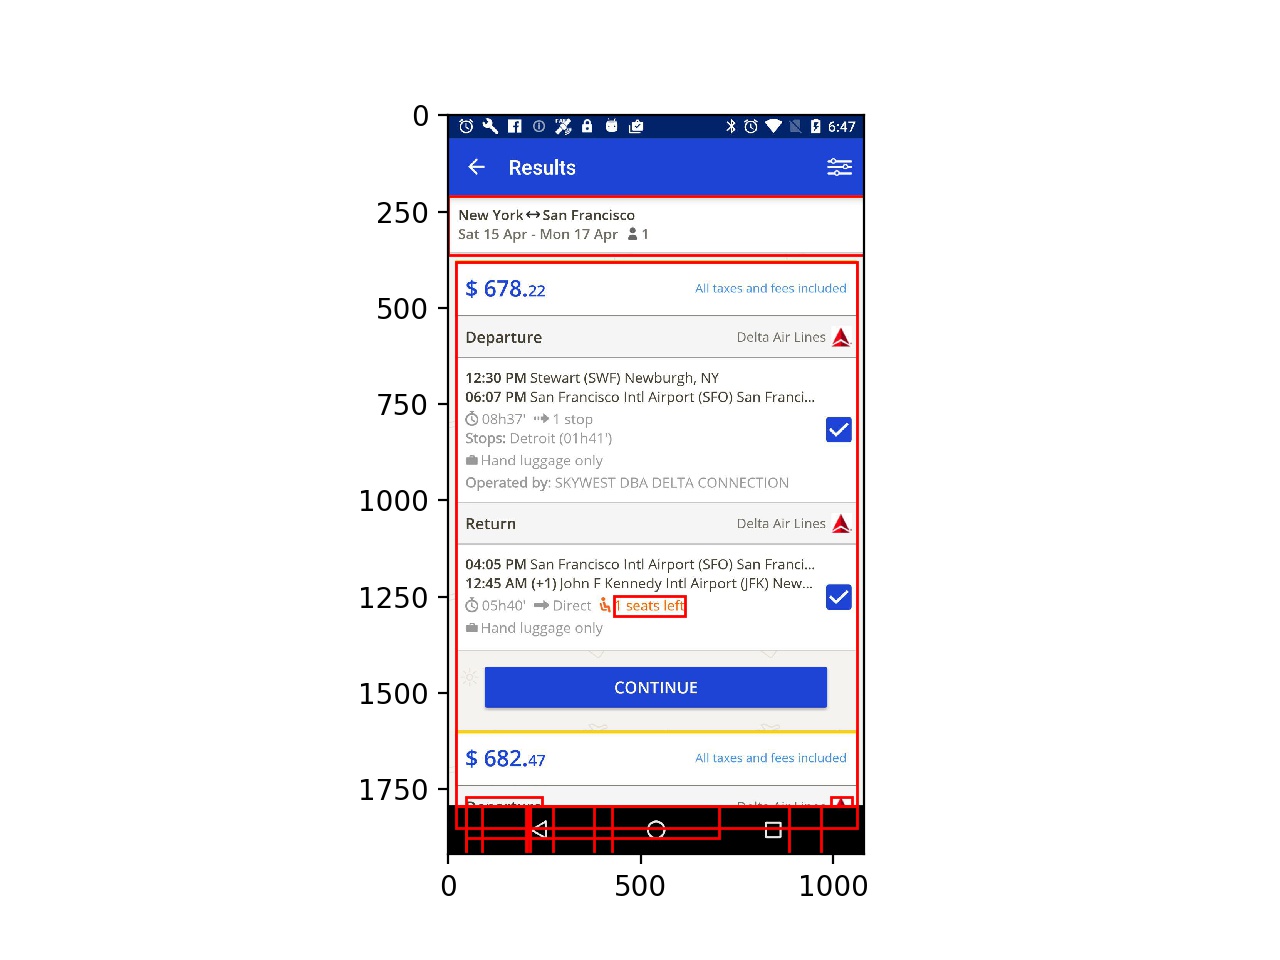 0
250
500
750
1000
1250
1500
1750
0 500 1000
6:47
Results
New York↔San Francisco
Sat 15 Apr - Mon 17 Apr 1
$ 678.22 All taxes and fees included
Departure Delta Air Lines
12:30 PM Stewart (SWF) Newburgh, NY
06:07 PM San Francisco Intl Airport (SFO) San Franci...
08h37' 1 stop
Stops: Detroit (01h41')
Hand luggage only
Operated by: SKYWEST DBA DELTA CONNECTION
Return Delta Air Lines
04:05 PM San Francisco Intl Airport (SFO) San Franci...
12:45 AM (+1) John F Kennedy Intl Airport (JFK) New...
05h40' Direct 1 seats left
Hand luggage only
CONTINUE
$ 682.47 All taxes and fees included
Departure Delta Air Lines